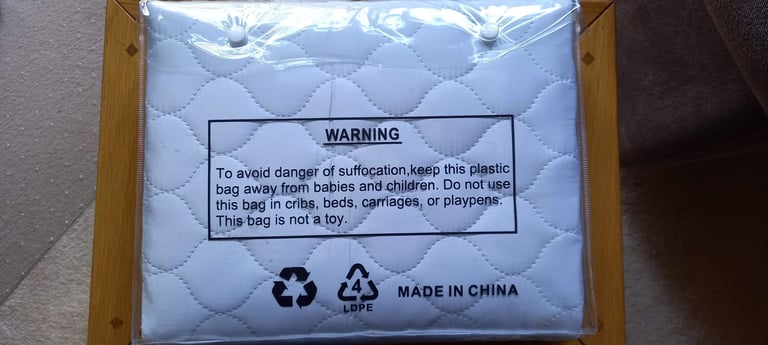 WARNING
To avoid danger of suffocation,keep this plastic
bag away from babies and children. Do not use
this bag in cribs, beds, carriages, or playpens.
This bag is not a toy.
4
LDPE
MADE IN CHINA